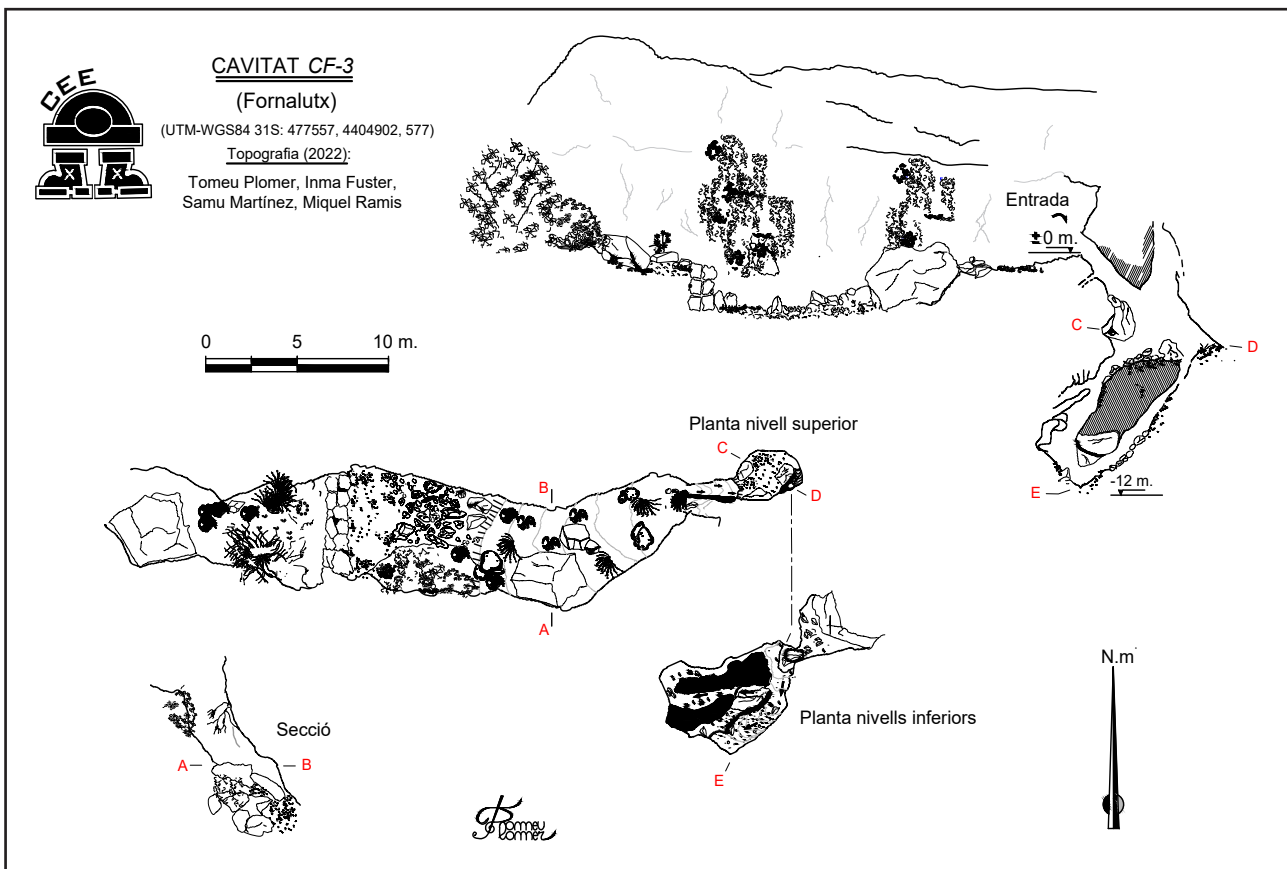 CEE
CAVITAT CF-3
(Fornalutx)
(UTM-WGS84 31S: 477557, 4404902, 577)
Topografia (2022):
Tomeu Plomer, Inma Fuster,
Samu Martínez, Miquel Ramis
Entrada
±0 m.
C
D
0 5 10 m.
E
-12 m.
Planta nivell superior
C
B
D
A
N.m
Planta nivells inferiors
E
Secció
A
B
Tomeu
Plomer